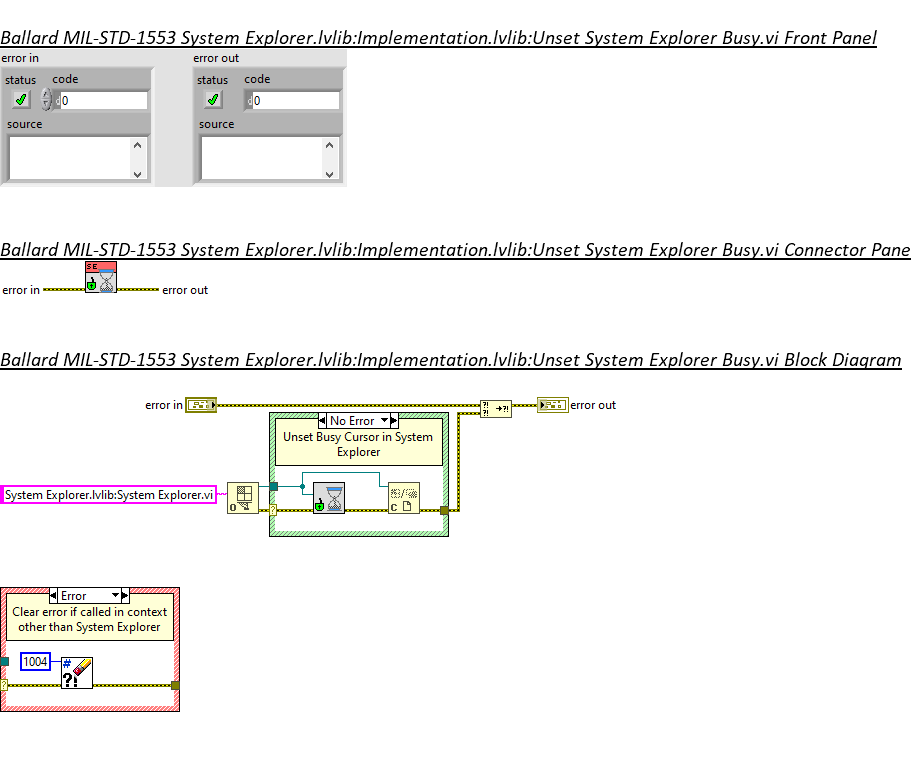 Ballard MIL-STD-1553 System Explorer.lvlib:Implementation.lvlib:Unset System Explorer Busy.vi Front Panel
error in
error out
status
code
status
code
d
0
d
0
source
source
Ballard MIL-STD-1553 System Explorer.lvlib:Implementation.lvlib:Unset System Explorer Busy.vi Connector Pane
S E
error in
error out
Ballard MIL-STD-1553 System Explorer.lvlib:Implementation.lvlib:Unset System Explorer Busy.vi Block Diagram
error in
?!
?!
→?!
error out
No Error
Unset Busy Cursor in System
Explorer
System Explorer.lvlib:System Explorer.vi
O
?
C
Error
Clear error if called in context
other than System Explorer
1004
#
?!
?